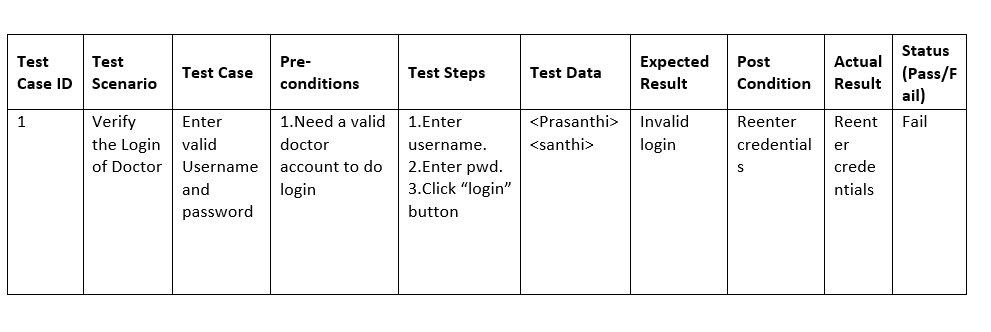 Test Case ID
Test Scenario
Test Case
Pre-conditions
Test Steps
Test Data
Expected Result
Post Condition
Actual Result
Status (Pass/Fail)
1
Verify the Login of Doctor
Enter valid Username and password
1.Need a valid doctor account to do login
1.Enter username.
2.Enter pwd.
3.Click “login” button
<Prasanthi>
<santhi>
Invalid login
Reenter credentials
Reenter credentials
Fail